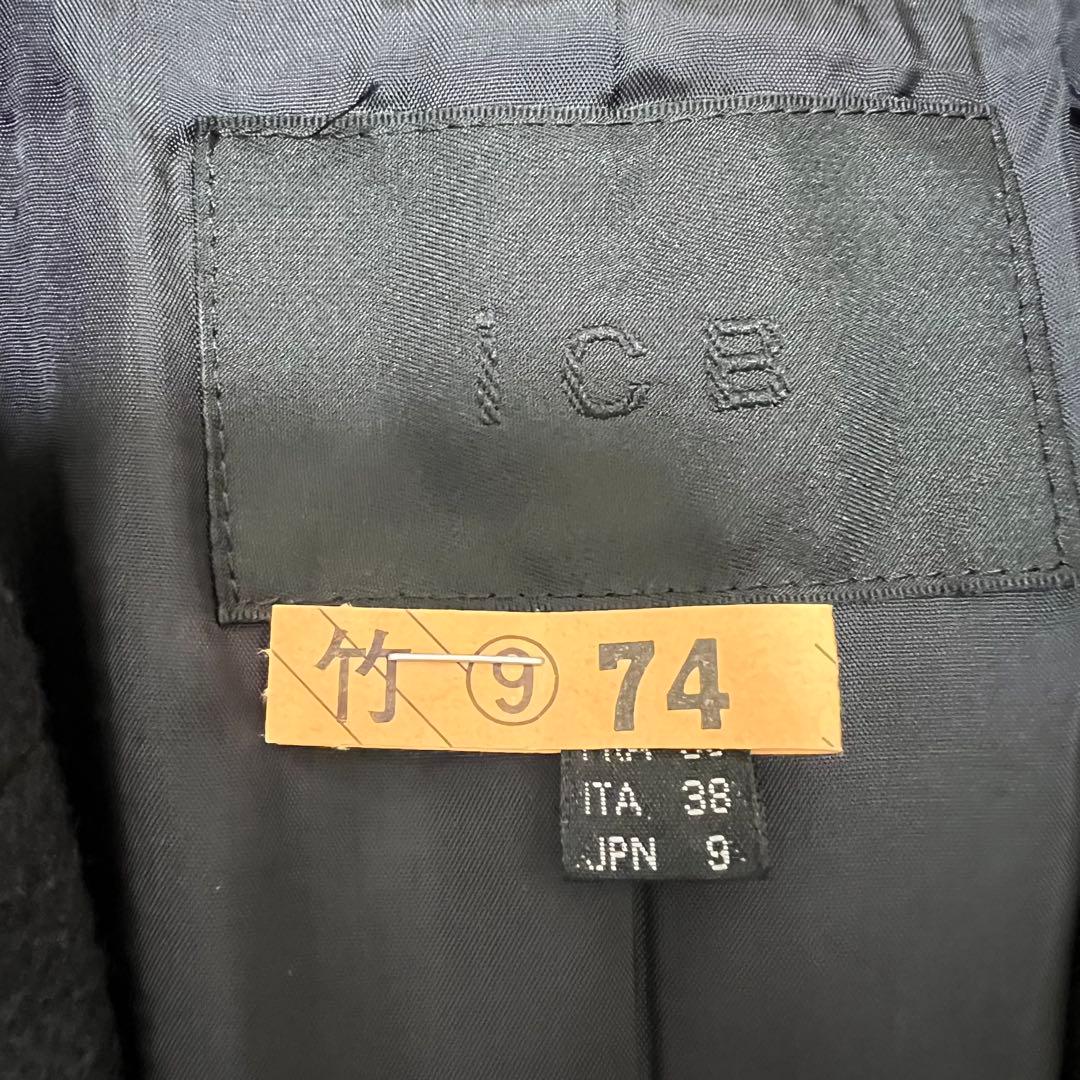 iCB
竹 ⑨ 74
ITA 38
JPN 9